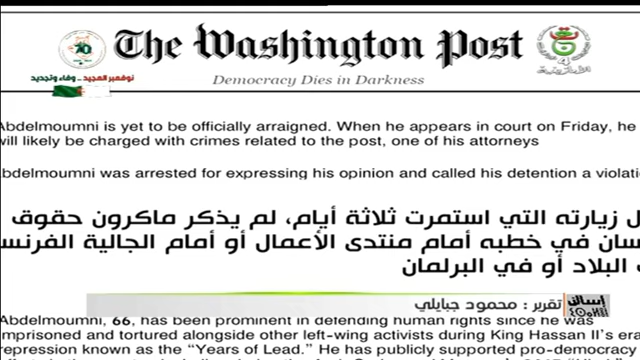 The Washington Post
Democracy Dies in Darkness
نوفمبر المجيد .. وفاء وتجديد
Abdelmoumni is yet to be officially arraigned. When he appears in court on Friday, he
will likely be charged with crimes related to the post, one of his attorneys
Abdelmoumni was arrested for expressing his opinion and called his detention a violati
ل زيارته التي استمرت ثلاثة أيام، لم يذكر ماكرون حقوق
سان في خطبه أمام منتدى الأعمال أو أمام الجالية الفرنس
البلاد أو في البرلمان
تقرير : محمود جبايلي
Abdelmoumni, 66, has been prominent in defending human rights since he was
mprisoned and tortured alongside other left-wing activists during King Hassan II's era
repression known as the "Years of Lead." He has publicly supported pro-democracy